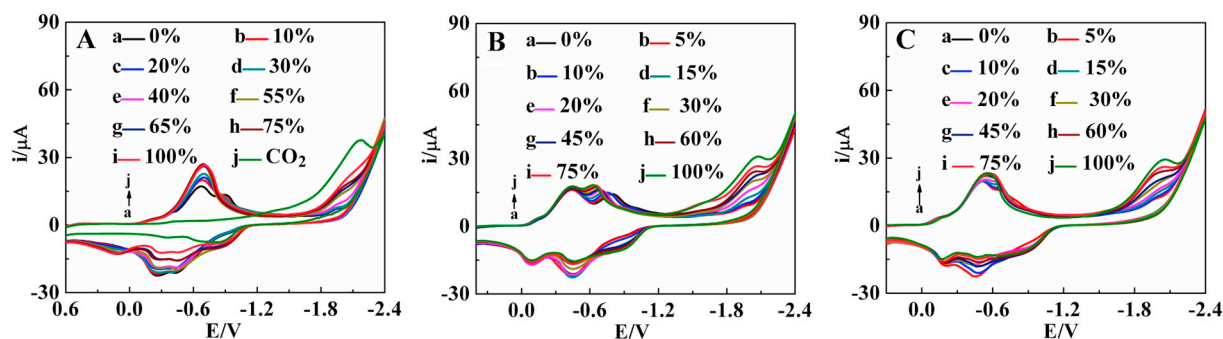 A
a 0%
b 10%
c 20%
d 30%
e 40%
f 55%
g 65%
h 75%
i 100%
j CO₂
j
a
i/μA
90
60
30
0
-30
0.6 0.0 -0.6 -1.2 -1.8 -2.4
E/V
B
a 0%
b 5%
b 10%
d 15%
e 20%
f 30%
g 45%
h 60%
i 75%
j 100%
j
a
i/μA
90
60
30
0
-30
0.0 -0.6 -1.2 -1.8 -2.4
E/V
C
a 0%
b 5%
c 10%
d 15%
e 20%
f 30%
g 45%
h 60%
i 75%
j 100%
j
a
i/μA
90
60
30
0
-30
0.0 -0.6 -1.2 -1.8 -2.4
E/V